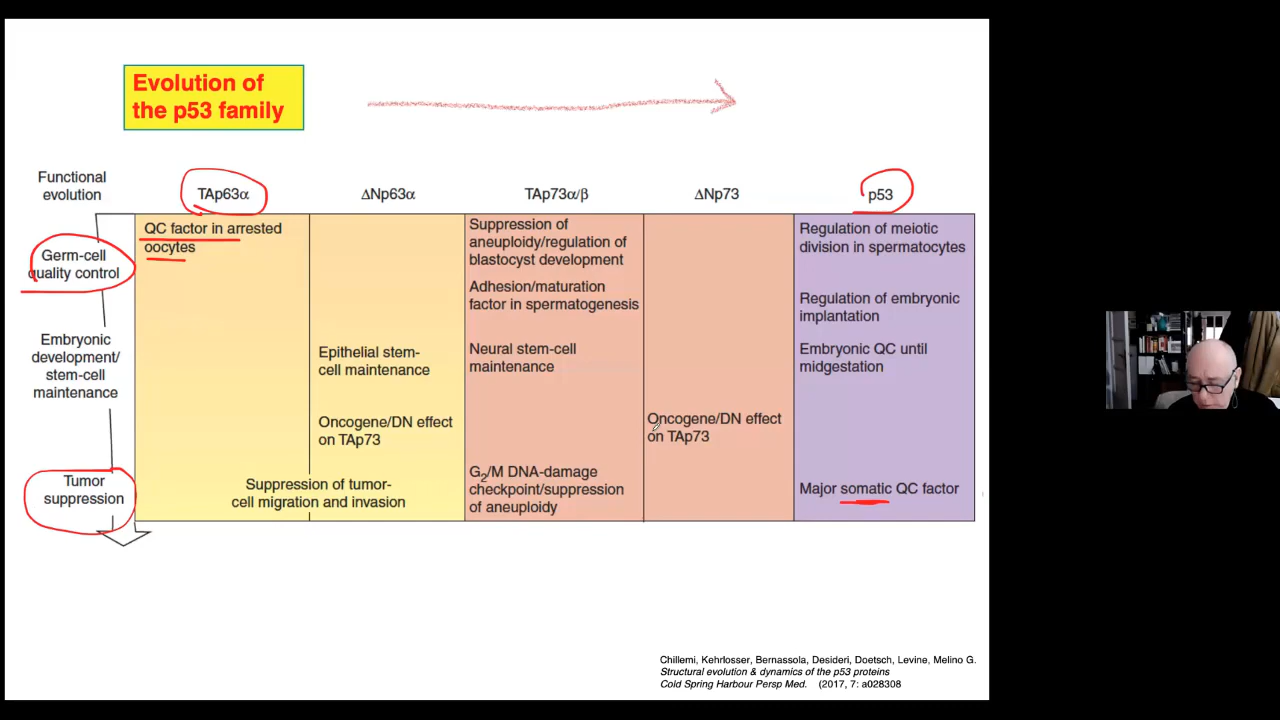 Evolution of
the p53 family
Functional
evolution
TAp63α
ΔNp63α
TAp73α/β
ΔNp73
p53
Germ-cell
quality control
QC factor in arrested
oocytes
Suppression of
aneuploidy/regulation of
blastocyst development
Adhesion/maturation
factor in spermatogenesis
Regulation of meiotic
division in spermatocytes
Regulation of embryonic
implantation
Embryonic
development/
stem-cell
maintenance
Epithelial stem-
cell maintenance
Neural stem-cell
maintenance
Embryonic QC until
midgestation
Oncogene/DN effect
on TAp73
Oncogene/DN effect
on TAp73
Tumor
suppression
Suppression of tumor-
cell migration and invasion
G2/M DNA-damage
checkpoint/suppression
of aneuploidy
Major somatic QC factor
Chillemi, Kehrlosser, Bernassola, Desideri, Doetsch, Levine, Melino G.
Structural evolution & dynamics of the p53 proteins
Cold Spring Harbour Persp Med. (2017, 7: a028308